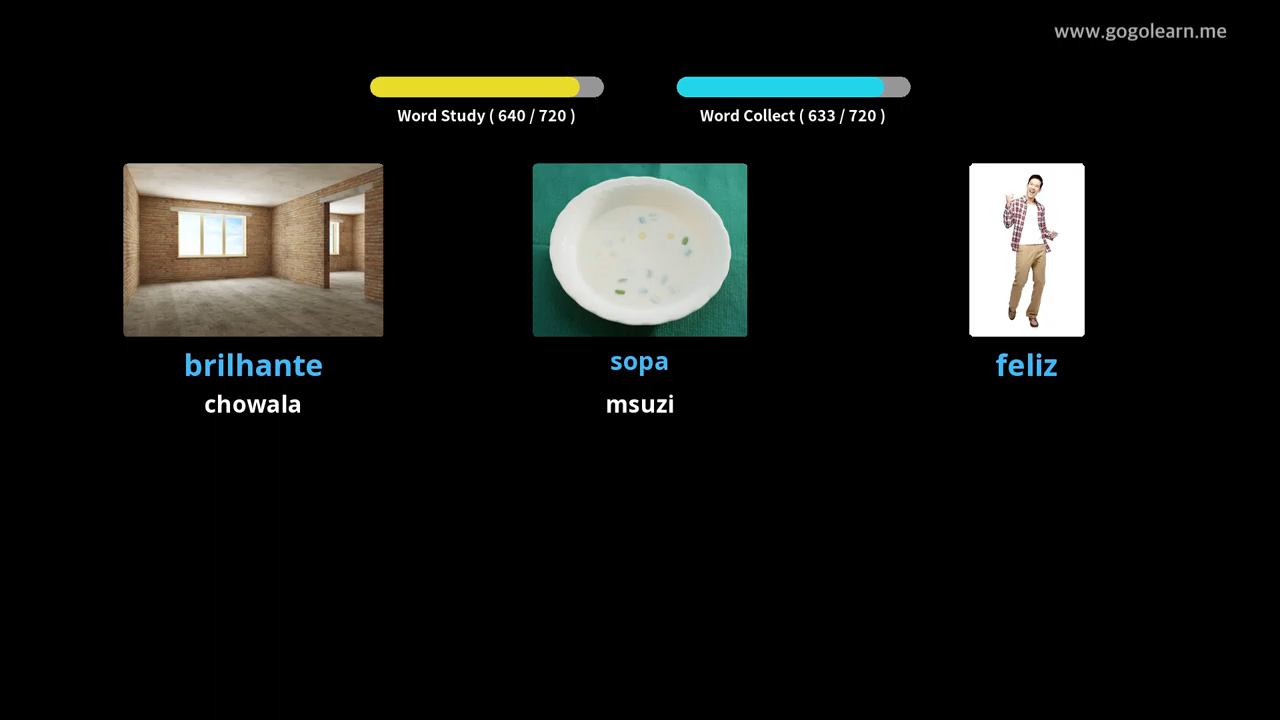 www.gogolearn.me
Word Study ( 640 / 720 )
Word Collect ( 633 / 720 )
brilhante
chowala
sopa
msuzi
feliz